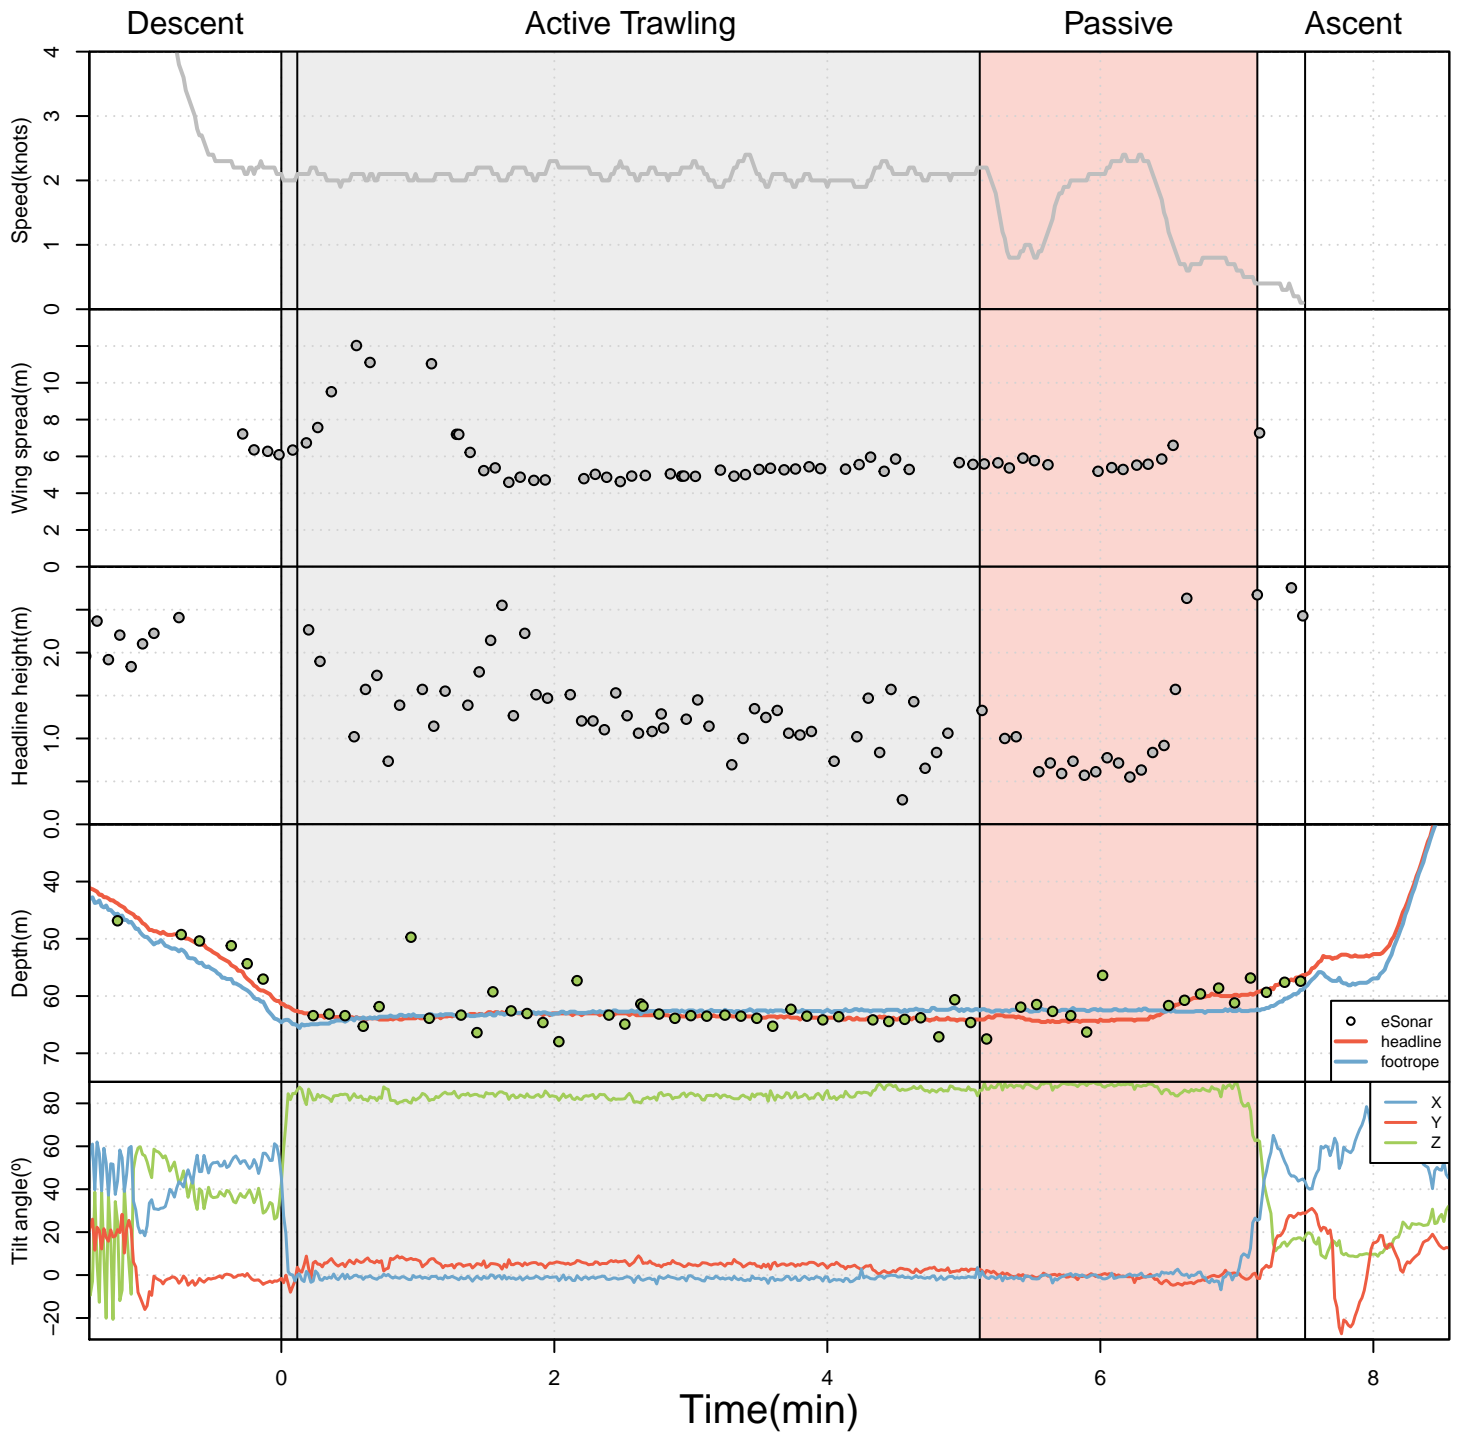 Descent Active Trawling Passive Ascent
Speed(knots)
4
3
2
1
0
Wing spread(m)
10
8
6
4
2
0
Headline height(m)
2.0
1.0
0.0
Depth(m)
40
50
60
70
eSonar
headline
footrope
Tilt angle(º)
80
60
40
20
0
−20
X
Y
Z
0 2 4 6 8
Time(min)